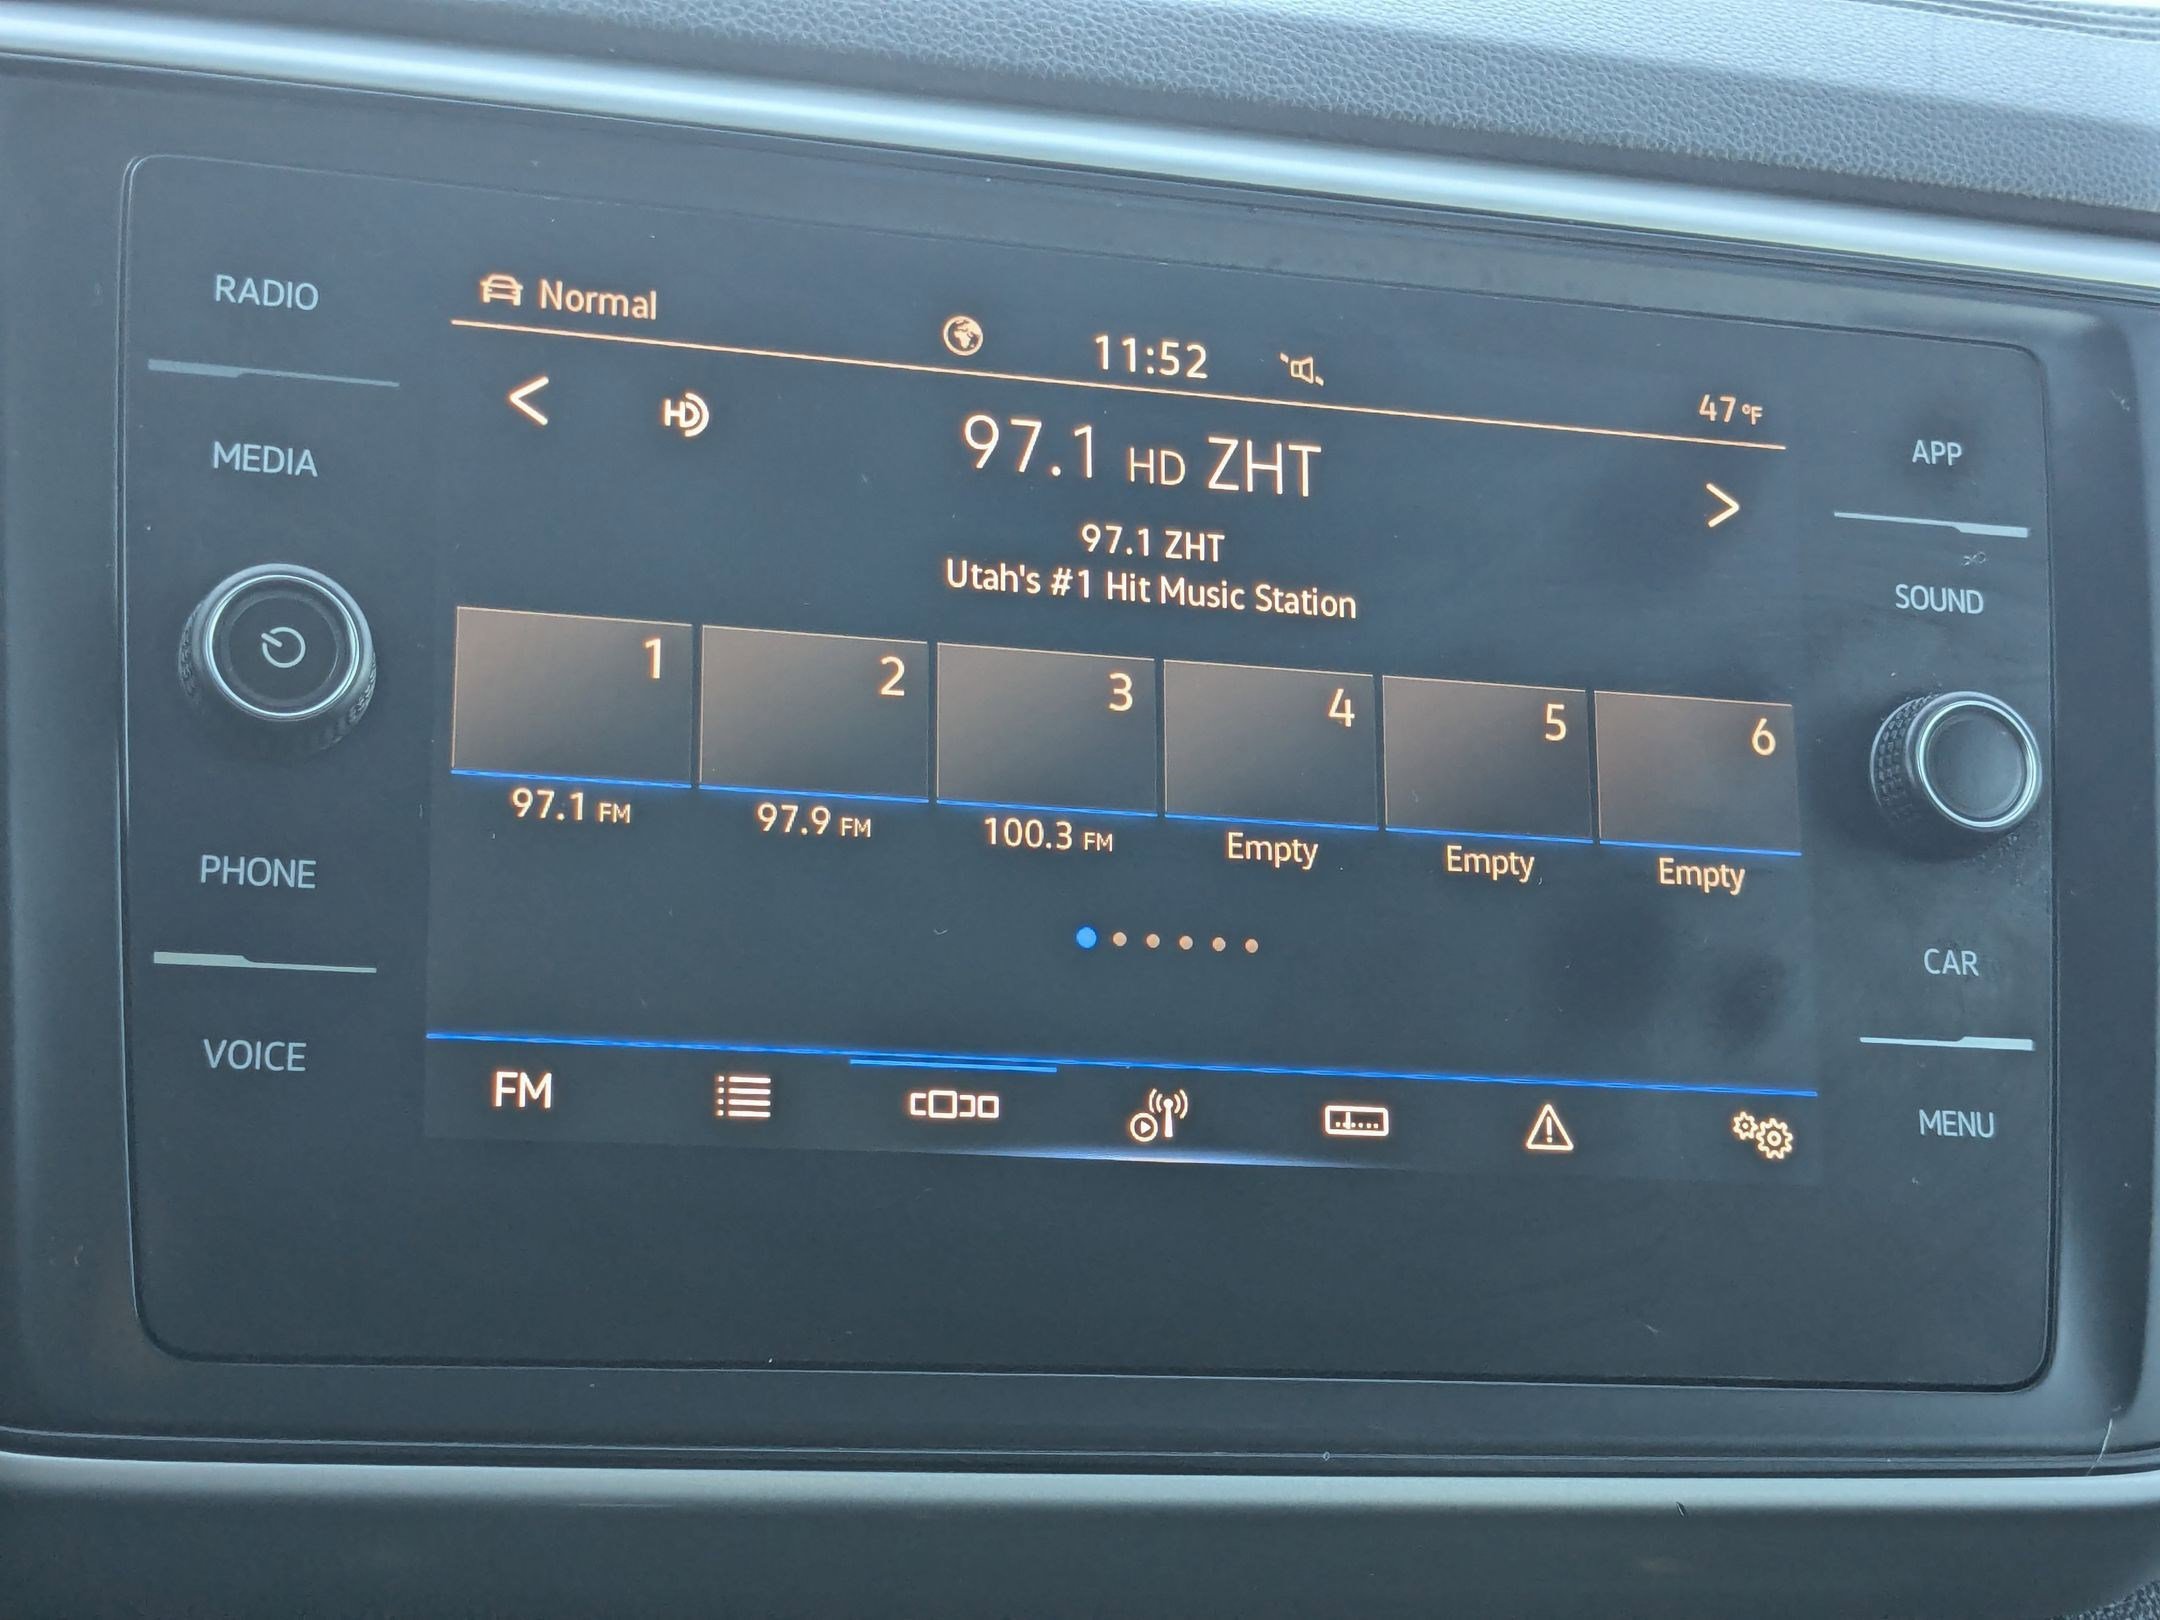 RADIO
MEDIA
PHONE
VOICE
Normal
11:52
47°F
HD
97.1 HD ZHT
97.1 ZHT
Utah's #1 Hit Music Station
1 2 3 4 5 6
97.1 FM 97.9 FM 100.3 FM Empty Empty Empty
FM
APP
SOUND
CAR
MENU